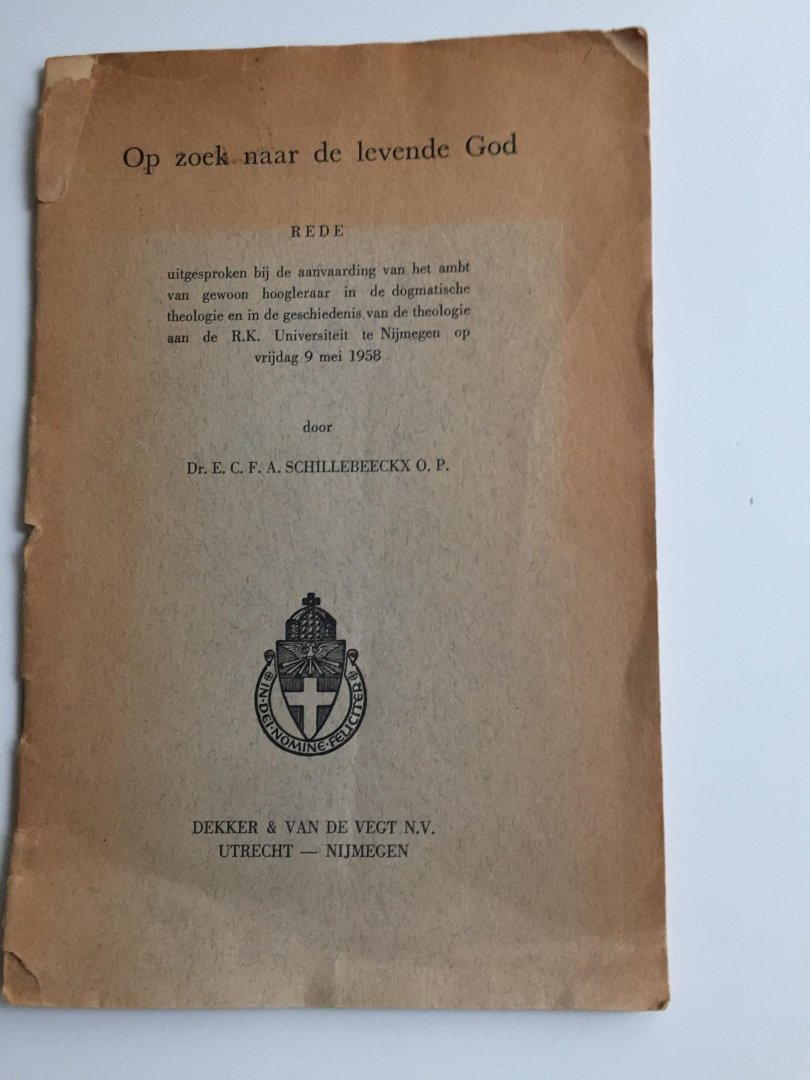 Op zoek naar de levende God
REDE
uitgesproken bij de aanvaarding van het ambt
van gewoon hoogleraar in de dogmatische
theologie en in de geschiedenis van de theologie
aan de R.K. Universiteit te Nijmegen op
vrijdag 9 mei 1958
door
Dr. E. C. F. A. SCHILLEBEECKX O. P.
IN·DEI·NOMINE·FELICITER
DEKKER & VAN DE VEGT N.V.
UTRECHT — NIJMEGEN